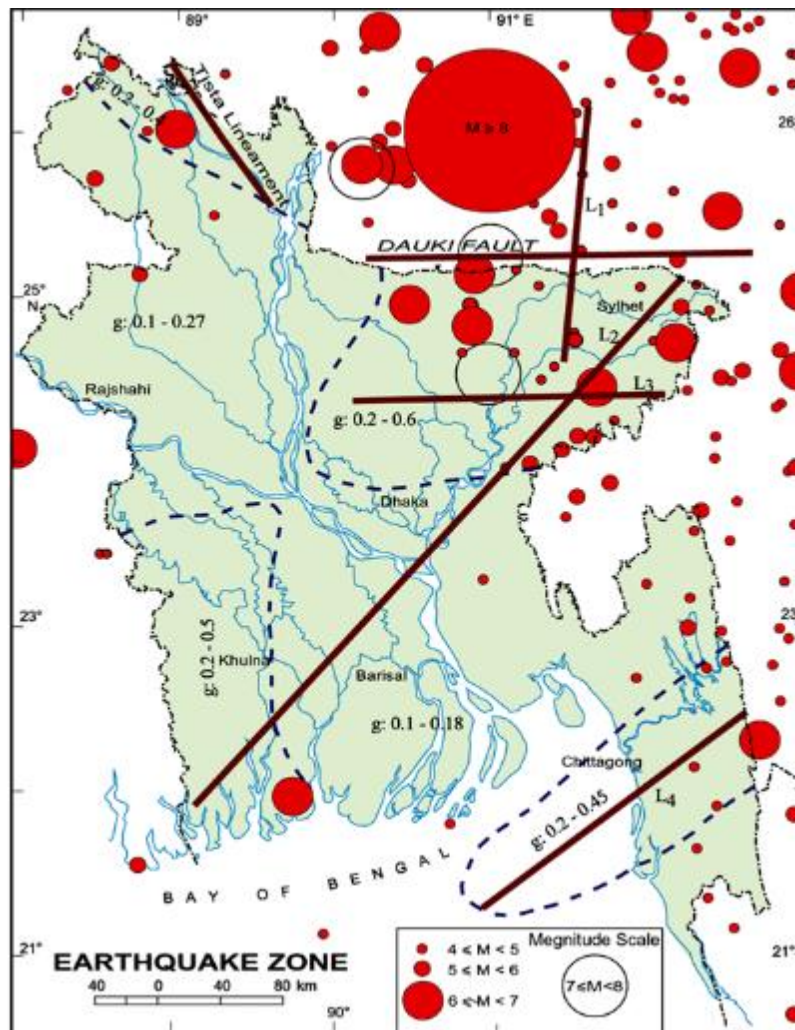 89°
91° E
Tista Lineament
g: 0.2 - 0.
M ≥ 8
26°
L1
DAUKI FAULT
25°
N
Sylhet
g: 0.1 - 0.27
L2
Rajshahi
L3
g: 0.2 - 0.6
Dhaka
23°
23°
g: 0.2 - 0.5
Khulna
Barisal
g: 0.1 - 0.18
Chittagong
g: 0.2 - 0.45
L4
BAY OF BENGAL
21°
21°
EARTHQUAKE ZONE
40 0 40 80 km
90°
Megnitude Scale
4 ≤ M < 5
5 ≤ M < 6
6 ≤ M < 7
7≤M<8